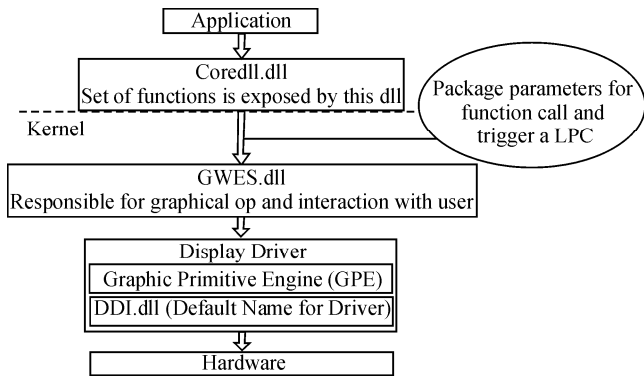 Application
Coredll.dll
Set of functions is exposed by this dll
Kernel
Package parameters for
function call and
trigger a LPC
GWES.dll
Responsible for graphical op and interaction with user
Display Driver
Graphic Primitive Engine (GPE)
DDI.dll (Default Name for Driver)
Hardware